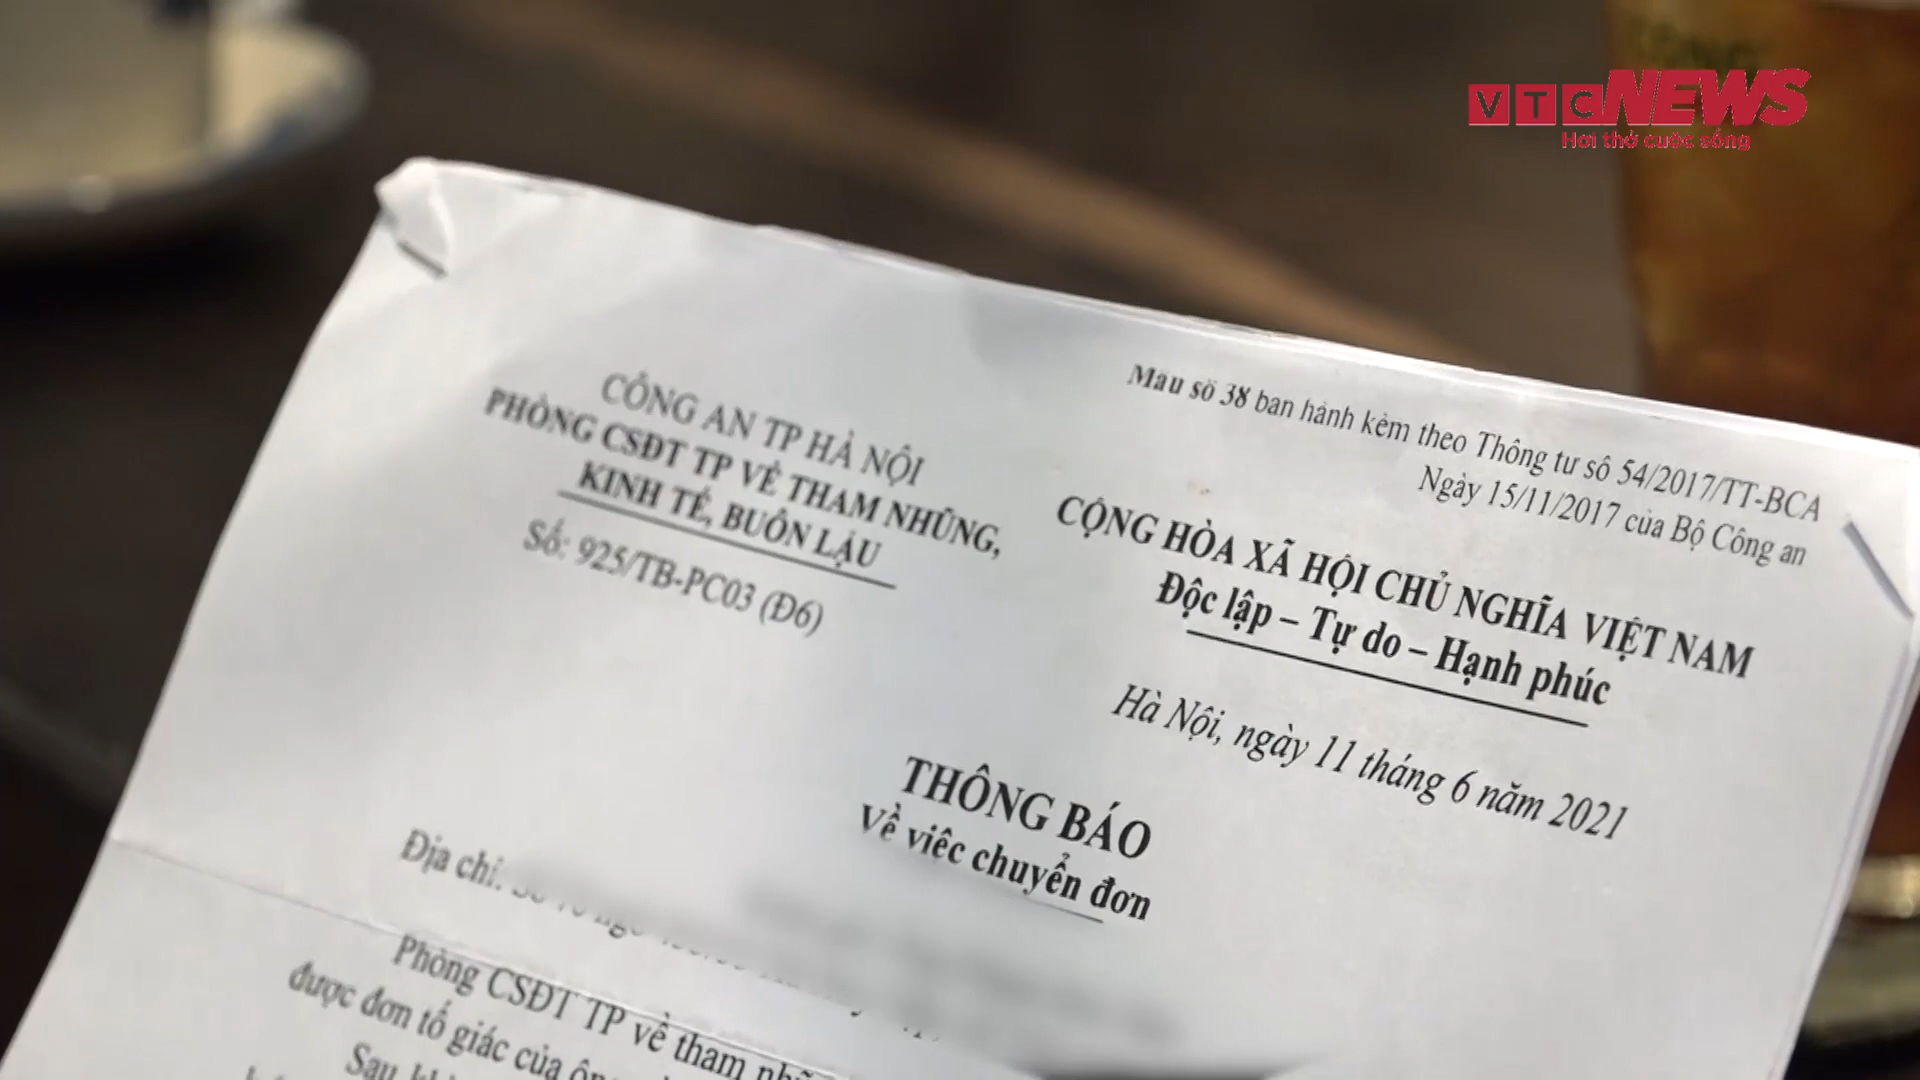 VTC NEWS
Hơi thở cuộc sống
Mẫu số 38 ban hành kèm theo Thông tư số 54/2017/TT-BCA
Ngày 15/11/2017 của Bộ Công an
CÔNG AN TP HÀ NỘI
PHÒNG CSĐT TP VỀ THAM NHŨNG,
KINH TẾ, BUÔN LẬU
Số: 925/TB-PC03 (Đ6)
CỘNG HÒA XÃ HỘI CHỦ NGHĨA VIỆT NAM
Độc lập – Tự do – Hạnh phúc
Hà Nội, ngày 11 tháng 6 năm 2021
THÔNG BÁO
Về việc chuyển đơn
Địa chỉ:
Phòng CSĐT TP về tham
được đơn tố giác của
Sau